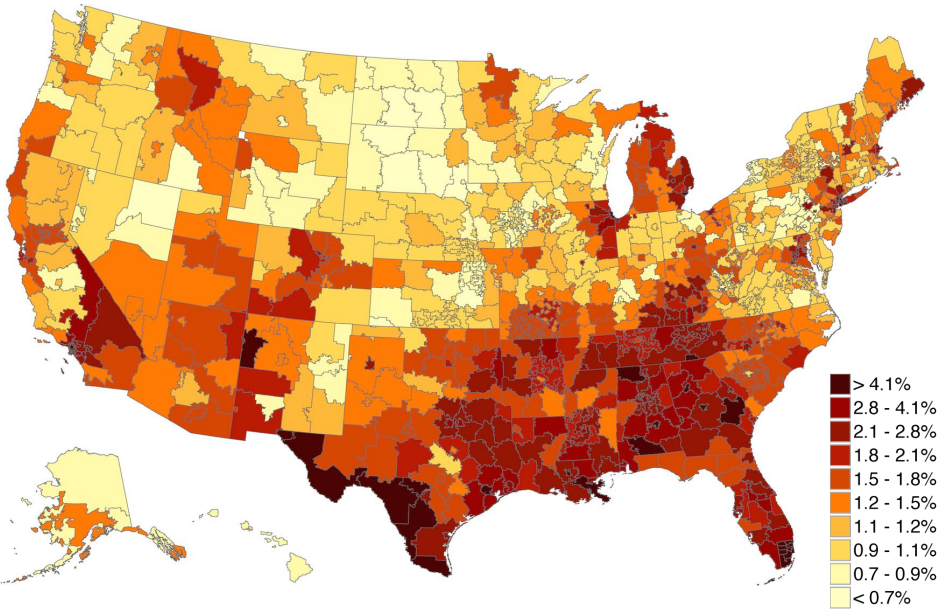 > 4.1%
2.8 - 4.1%
2.1 - 2.8%
1.8 - 2.1%
1.5 - 1.8%
1.2 - 1.5%
1.1 - 1.2%
0.9 - 1.1%
0.7 - 0.9%
< 0.7%